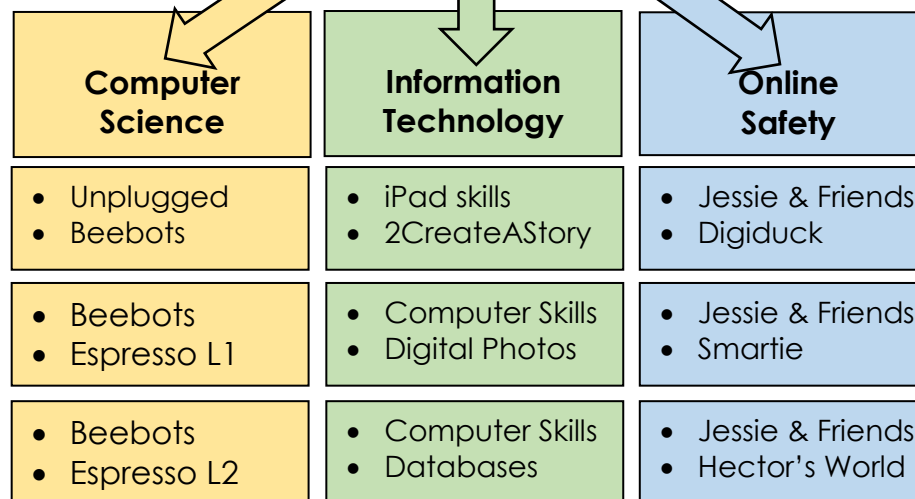 Computer
Science
Information
Technology
Online
Safety
• Unplugged
• Beebots
• iPad skills
• 2CreateAStory
• Jessie & Friends
• Digiduck
• Beebots
• Espresso L1
• Computer Skills
• Digital Photos
• Jessie & Friends
• Smartie
• Beebots
• Espresso L2
• Computer Skills
• Databases
• Jessie & Friends
• Hector's World